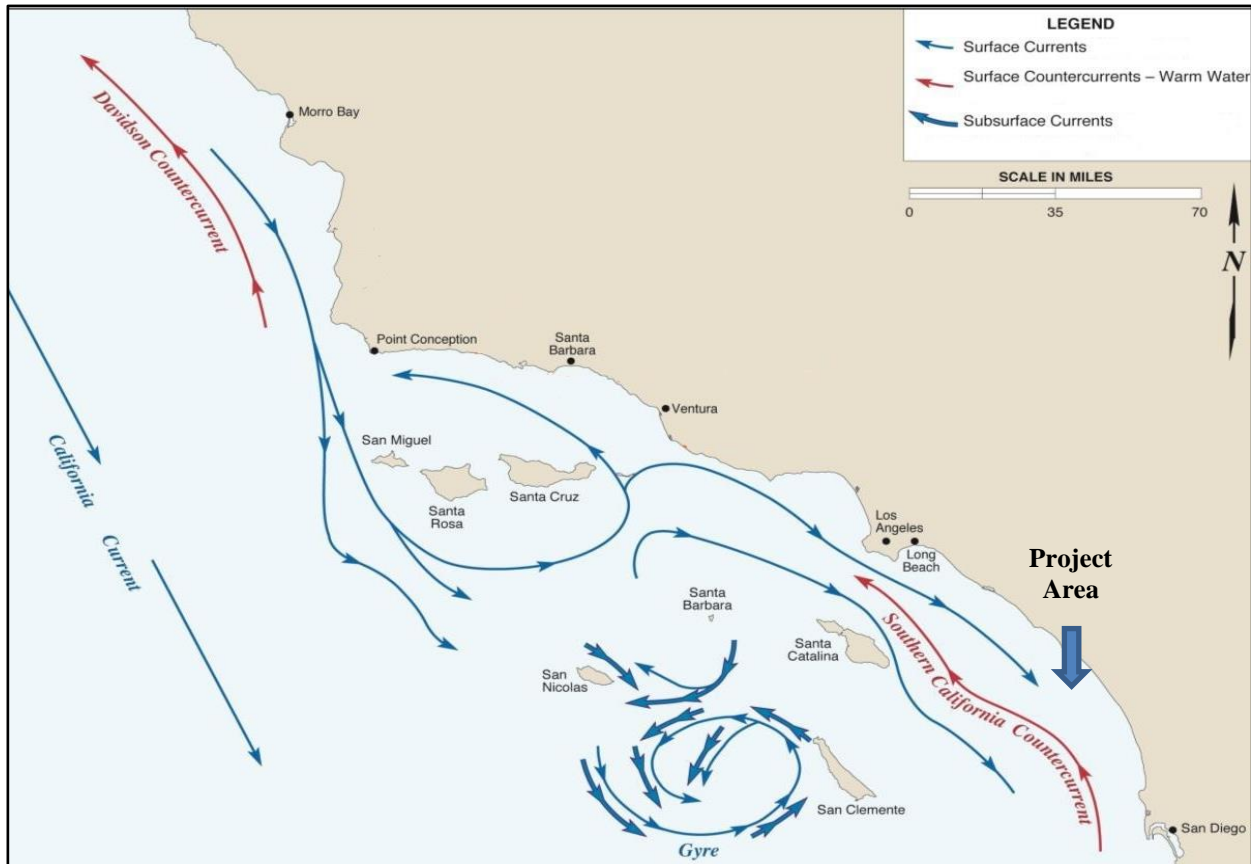 LEGEND
Surface Currents
Surface Countercurrents – Warm Water
Subsurface Currents
SCALE IN MILES
0 35 70
N
Morro Bay
Davidson Countercurrent
Point Conception
Santa
Barbara
Ventura
San Miguel
Santa
Rosa
Santa Cruz
California Current
Los
Angeles
Long
Beach
Project
Area
Santa
Barbara
Santa
Catalina
San
Nicolas
Southern California Countercurrent
San Clemente
San Diego
Gyre